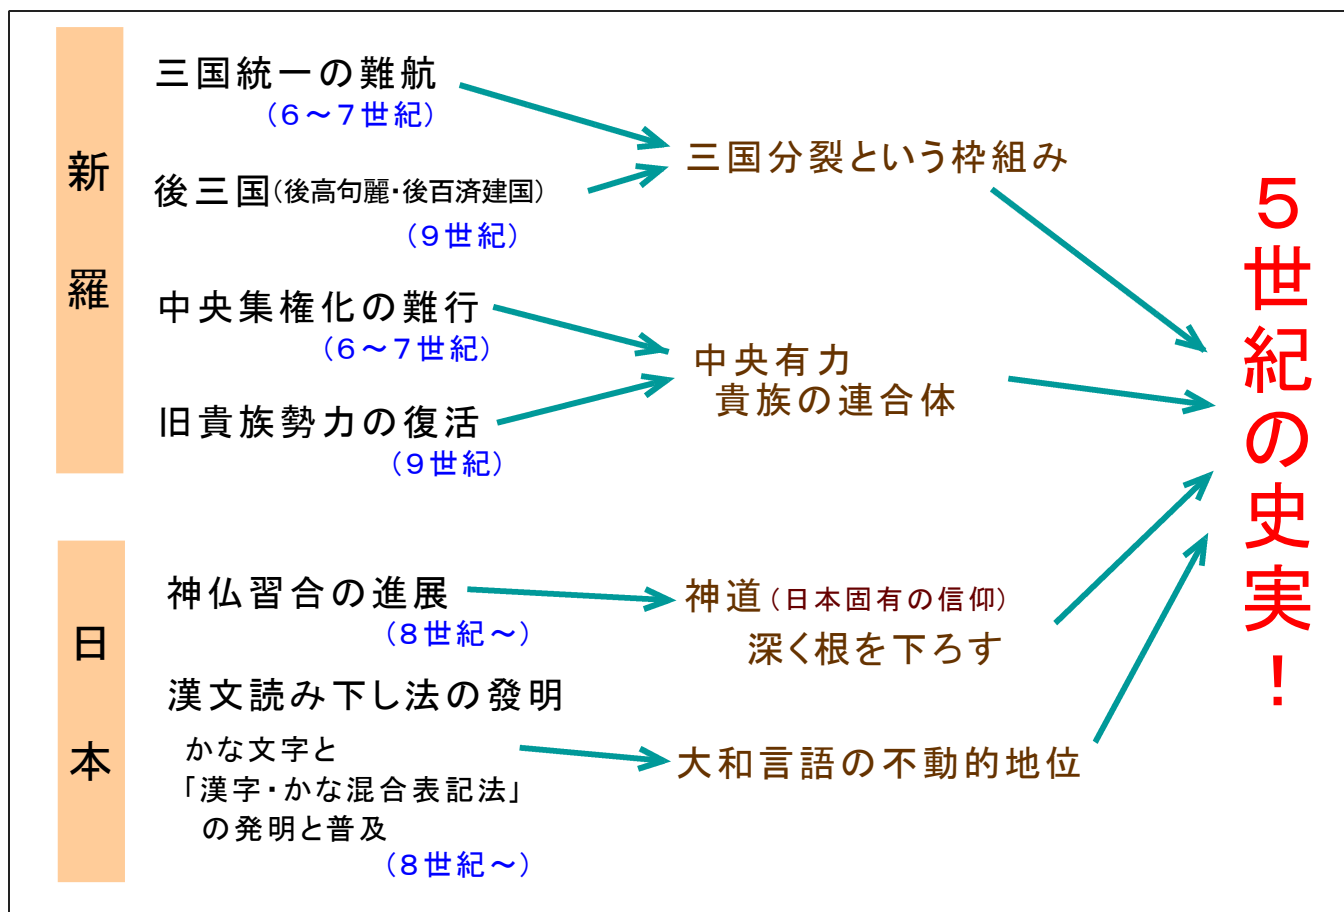 新羅
三国統一の難航
(6～7世紀)
後三国(後高句麗・後百済建国)
(9世紀)
三国分裂という枠組み
中央集権化の難行
(6～7世紀)
旧貴族勢力の復活
(9世紀)
中央有力
貴族の連合体
日本
神仏習合の進展
(8世紀～)
神道(日本固有の信仰)
深く根を下ろす
漢文読み下し法の發明
かな文字と
「漢字・かな混合表記法」
の発明と普及
(8世紀～)
大和言語の不動的地位
5世紀の史実!